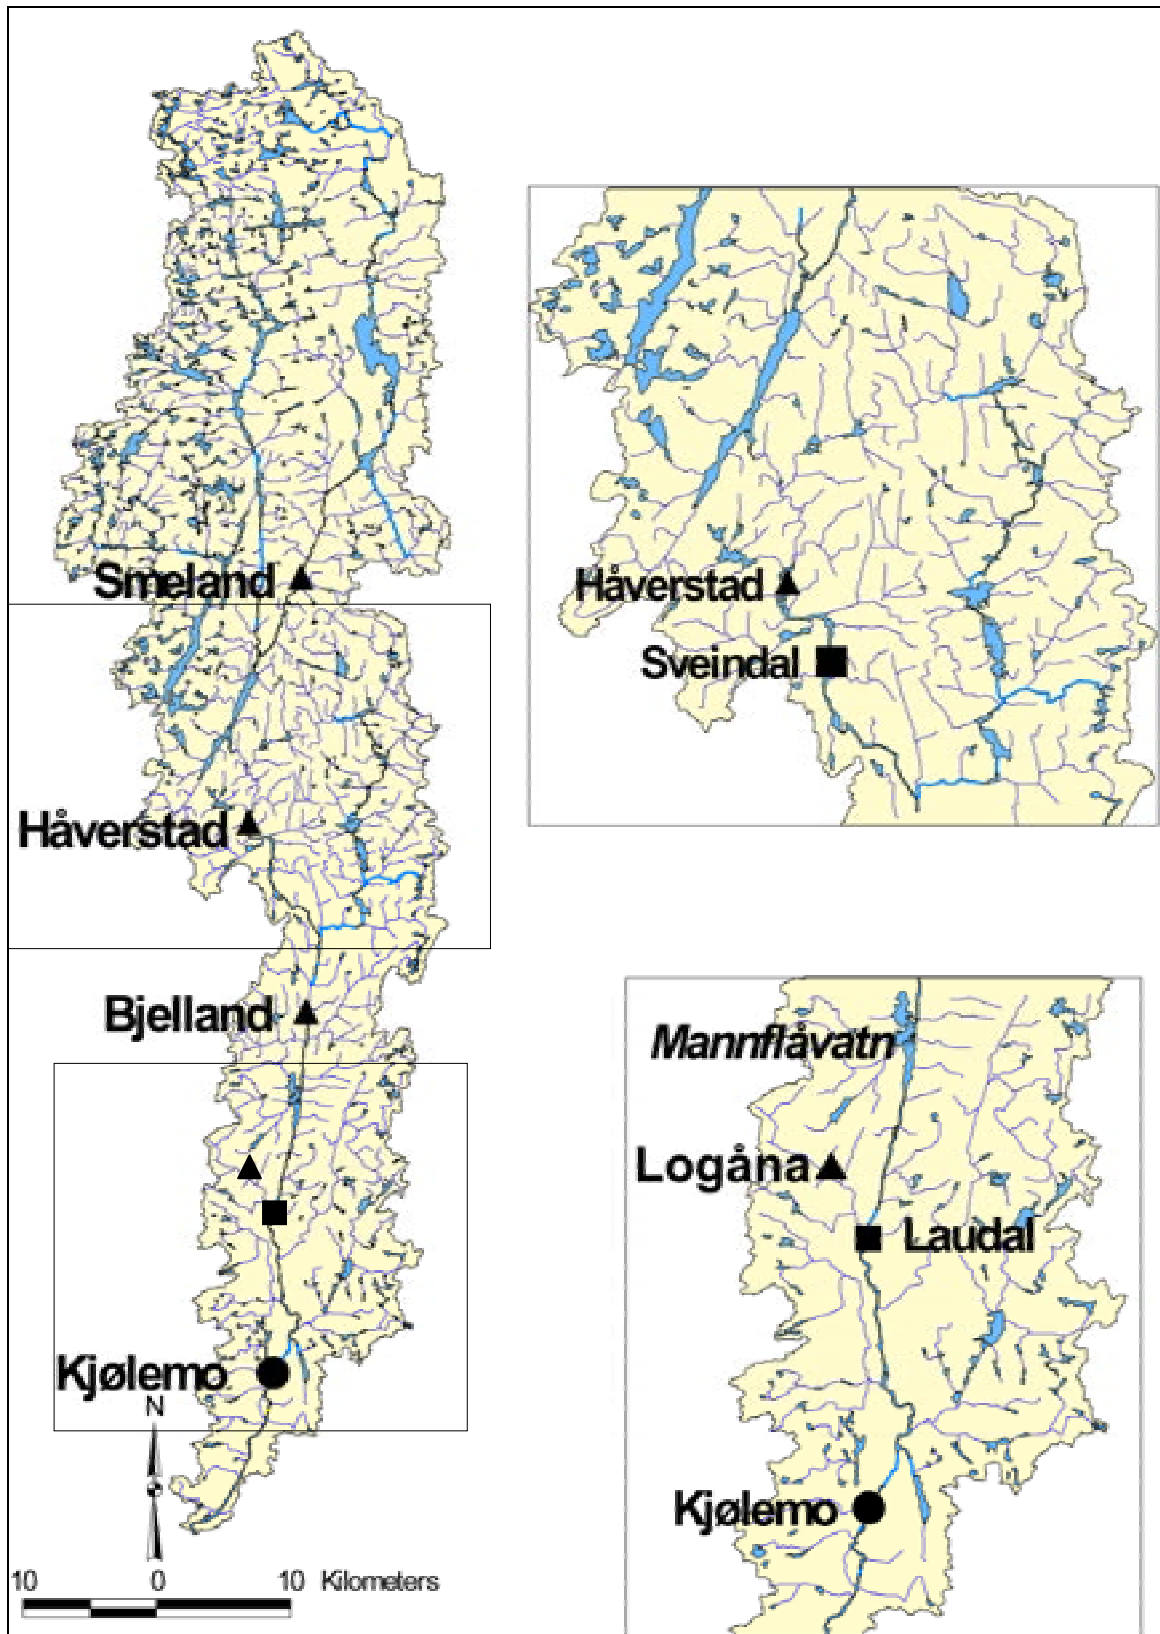 Smeland
Håverstad
Bjelland
Kjølemo
N
10 0 10 Kilometers
Håverstad
Sveindal
Mannflåvatn
Logåna
Laudal
Kjølemo